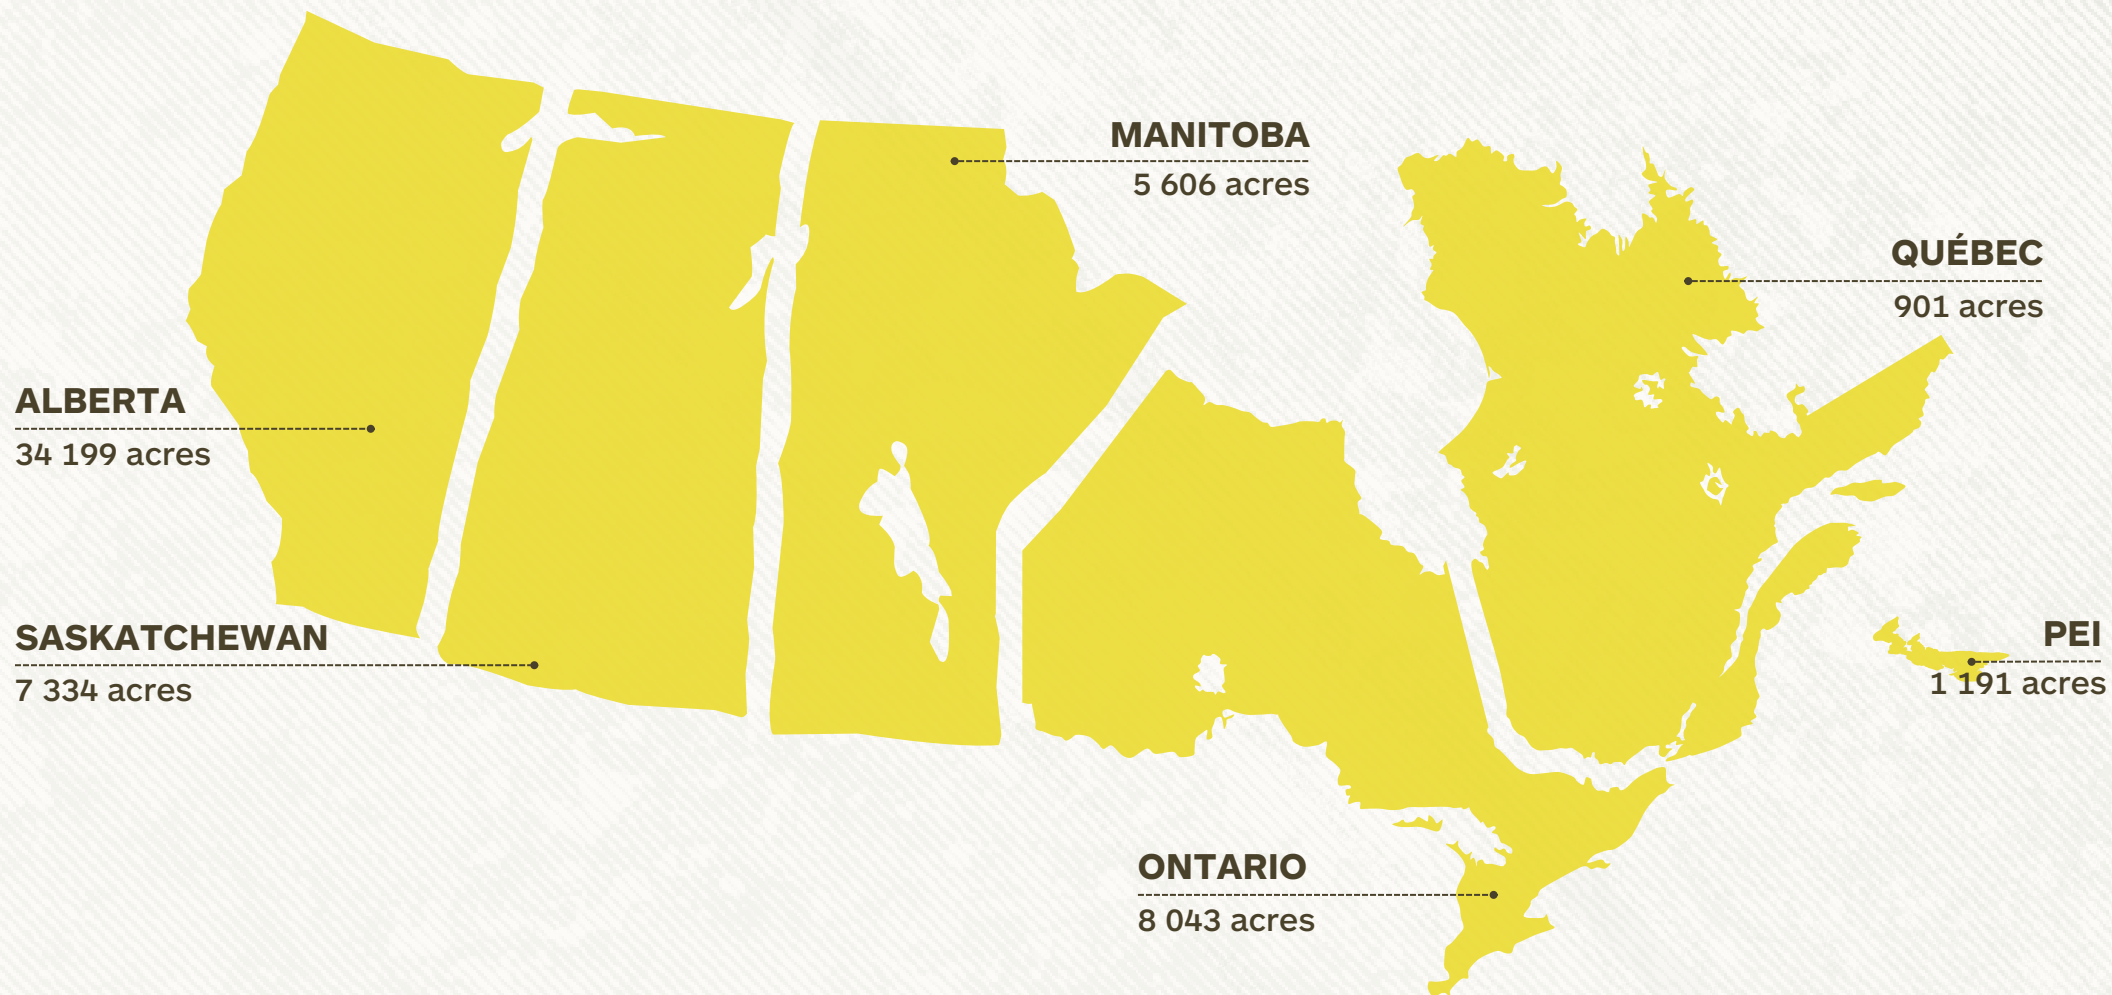 MANITOBA
5 606 acres
QUÉBEC
901 acres
ALBERTA
34 199 acres
SASKATCHEWAN
7 334 acres
PEI
1 191 acres
ONTARIO
8 043 acres